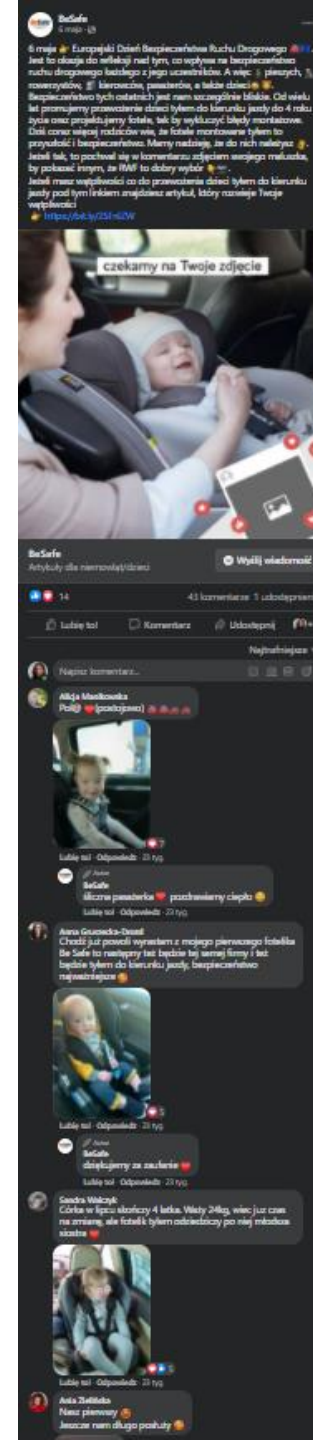 BeSafe
6 maja
6 maja 👉 Europejski Dzień Bezpieczeństwa Ruchu Drogowego
Jest to okazja do refleksji nad tym, co wpływa na bezpieczeństwo
ruchu drogowego każdego z jego uczestników. A więc pieszych,
rowerzystów, kierowców, pasażerów, a także dzieci
Bezpieczeństwo tych ostatnich jest nam szczególnie bliskie. Od wielu
lat promujemy przewożenie dzieci tyłem do kierunku jazdy do 4 roku
życia oraz projektujemy fotele, tak by wykluczyć błędy montażowe.
Dziś coraz więcej rodziców wie, że fotele montowane tyłem to
przyszłość i bezpieczeństwo. Mamy nadzieję, że do nich należysz
Jeżeli tak, to pochwal się w komentarzu zdjęciem swojego maluszka,
by pokazać innym, że RWF to dobry wybór
Jeżeli masz wątpliwości co do przewożenia dzieci tyłem do kierunku
jazdy pod tym linkiem znajdziesz artykuł, który rozwieje Twoje
wątpliwości
czekamy na Twoje zdjęcie
BeSafe
Artykuły dla niemowląt/dzieci
Wyślij wiadomość
14
43 komentarze 1 udostępnień
Lubię to! Komentarz Udostępnij
Najtrafniejsze
Napisz komentarz...
Alicja Mankowska
(postojowo)
7
Lubię to! · Odpowiedz · 23 tyg.
Autor
BeSafe
śliczna pasażerka ❤ pozdrawiamy ciepło
Lubię to! · Odpowiedz · 23 tyg.
Anna
Chodź już powoli wyrastam z mojego pierwszego fotelika
Be Safe to następny też będzie tej samej firmy i też
będzie tyłem do kierunku jazdy, bezpieczeństwo
najważniejsze
5
Lubię to! · Odpowiedz · 23 tyg.
Autor
BeSafe
dziękujemy za zaufanie ❤
Lubię to! · Odpowiedz · 23 tyg.
Sandra Walczyk
Córka w lipcu skończy 4 latka. Waży 24kg, wiec juz czas
na zmianę, ale fotelik tyłem odziedziczy po niej młodsza
siostra ❤
5
Lubię to! · Odpowiedz · 23 tyg.
Ania Zielińska
Nasz pierwszy
Jeszcze nam długo posłuży